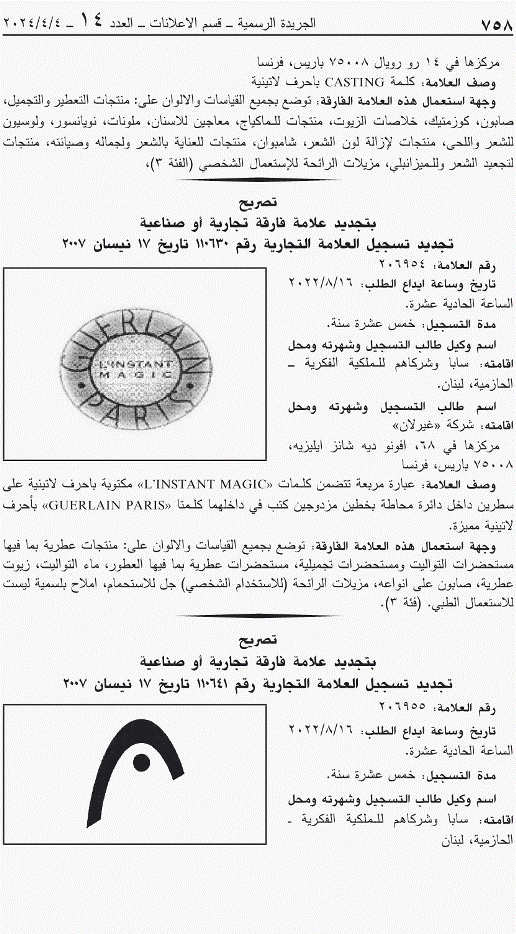 ٧٥٨
الجريدة الرسمية ــ قسم الاعلانات ــ العدد ١٤ ــ ٢٠٢٤/٤/٤
مركزها في ١٤ رو رويال ٧٥٠٠٨ باريس، فرنسا
وصف العلامة: كلمة CASTING باحرف لاتينية
وجهة استعمال هذه العلامة الفارقة: توضع بجميع القياسات والالوان على: منتجات التعطير والتجميل،
صابون، كوزمتيك، خلاصات الزيوت، منتجات للماكياج، معاجين للاسنان، ملونات، نويانسور، ولوسيون
للشعر واللحى، منتجات لإزالة لون الشعر، شامبوان، منتجات للعناية بالشعر ولجماله وصيانته، منتجات
لتجعيد الشعر وللميزانبلي، مزيلات الرائحة للإستعمال الشخصي (الفئة ٣)،
تصريح
بتجديد علامة فارقة تجارية أو صناعية
تجديد تسجيل العلامة التجارية رقم ١١٠٦٣٠ تاريخ ١٧ نيسان ٢٠٠٧
رقم العلامة: ٢٠٦٩٥٤
تاريخ وساعة ايداع الطلب: ٢٠٢٢/٨/١٦
الساعة الحادية عشرة.
مدة التسجيل: خمس عشرة سنة.
اسم وكيل طالب التسجيل وشهرته ومحل
اقامته: سابا وشركاهم للملكية الفكرية ــ
الحازمية، لبنان.
اسم طالب التسجيل وشهرته ومحل
اقامته: شركة «غيرلان»
مركزها في ٦٨، افونو ديه شانز ايليزيه،
٧٥٠٠٨ باريس، فرنسا
GUERLAIN
L'INSTANT
MAGIC
PARIS
وصف العلامة: عبارة مربعة تتضمن كلمات «L'INSTANT MAGIC» مكتوبة باحرف لاتينية على
سطرين داخل دائرة محاطة بخطين مزدوجين كتب في داخلهما كلمتا «GUERLAIN PARIS» بأحرف
لاتينية مميزة.
وجهة استعمال هذه العلامة الفارقة: توضع بجميع القياسات والالوان على: منتجات عطرية بما فيها
مستحضرات التواليت ومستحضرات تجميلية، مستحضرات عطرية بما فيها العطور، ماء التواليت، زيوت
عطرية، صابون على انواعه، مزيلات الرائحة (للاستخدام الشخصي) جل للاستحمام، املاح بلسمية ليست
للاستعمال الطبي. (فئة ٣).
تصريح
بتجديد علامة فارقة تجارية أو صناعية
تجديد تسجيل العلامة التجارية رقم ١١٠٦٤١ تاريخ ١٧ نيسان ٢٠٠٧
رقم العلامة: ٢٠٦٩٥٥
تاريخ وساعة ايداع الطلب: ٢٠٢٢/٨/١٦
الساعة الحادية عشرة.
مدة التسجيل: خمس عشرة سنة.
اسم وكيل طالب التسجيل وشهرته ومحل
اقامته: سابا وشركاهم للملكية الفكرية ـ
الحازمية، لبنان